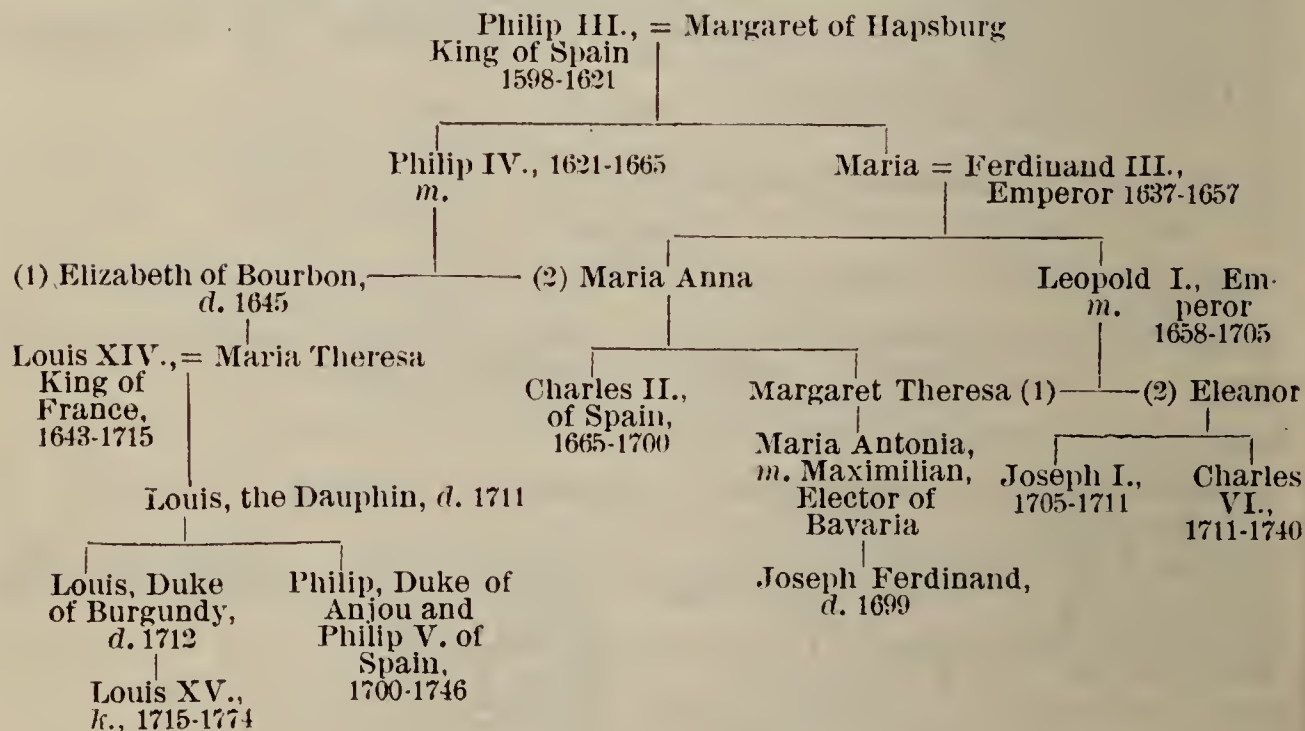 Philip III., = Margaret of Hapsburg
King of Spain
1598-1621
Philip IV., 1621-1665
m.
Maria = Ferdinand III.,
Emperor 1637-1657
(1) Elizabeth of Bourbon,
d. 1645
(2) Maria Anna
Leopold I., Em-
m. peror
1658-1705
Louis XIV., = Maria Theresa
King of
France,
1643-1715
Charles II.,
of Spain,
1665-1700
Margaret Theresa (1)
(2) Eleanor
Maria Antonia,
m. Maximilian,
Elector of
Bavaria
Joseph I.,
1705-1711
Charles
VI.,
1711-1740
Louis, the Dauphin, d. 1711
Louis, Duke
of Burgundy,
d. 1712
Philip, Duke of
Anjou and
Philip V. of
Spain,
1700-1746
Joseph Ferdinand,
d. 1699
Louis XV.,
k., 1715-1774